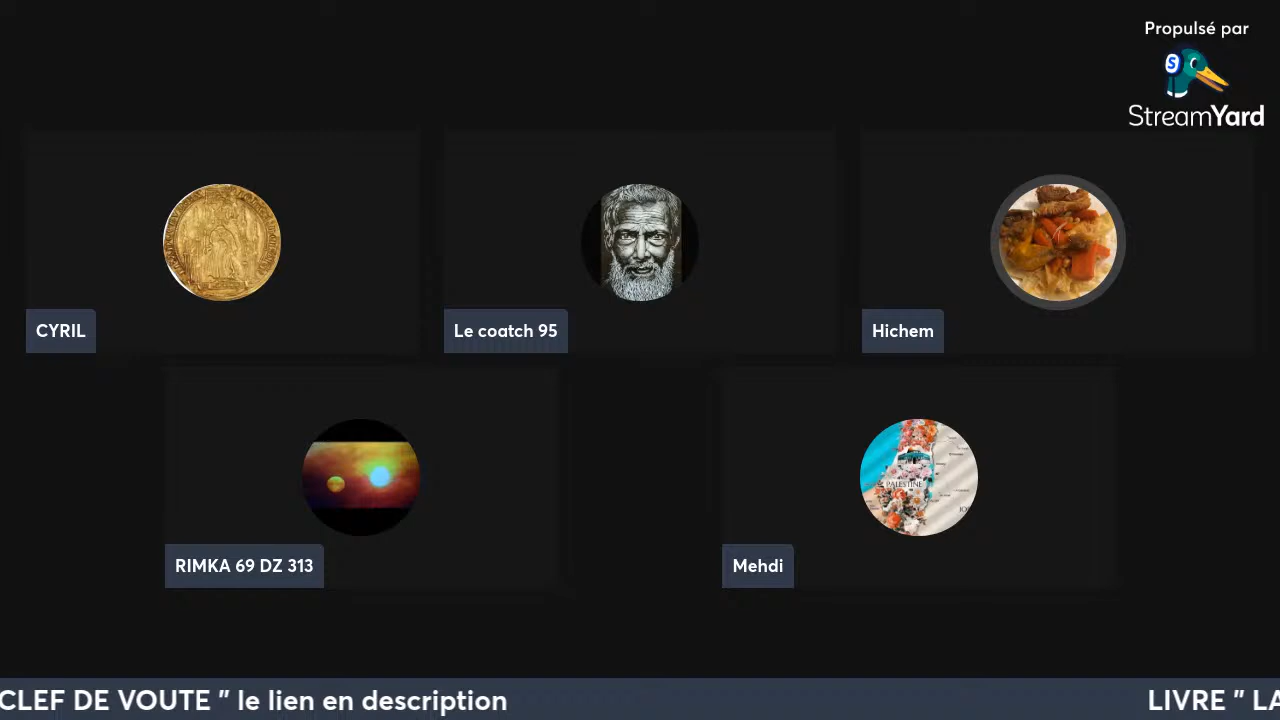 Propulsé par
StreamYard
CYRIL
Le coatch 95
Hichem
RIMKA 69 DZ 313
PALESTINE
Mehdi
CLEF DE VOUTE " le lien en description
LIVRE " LA